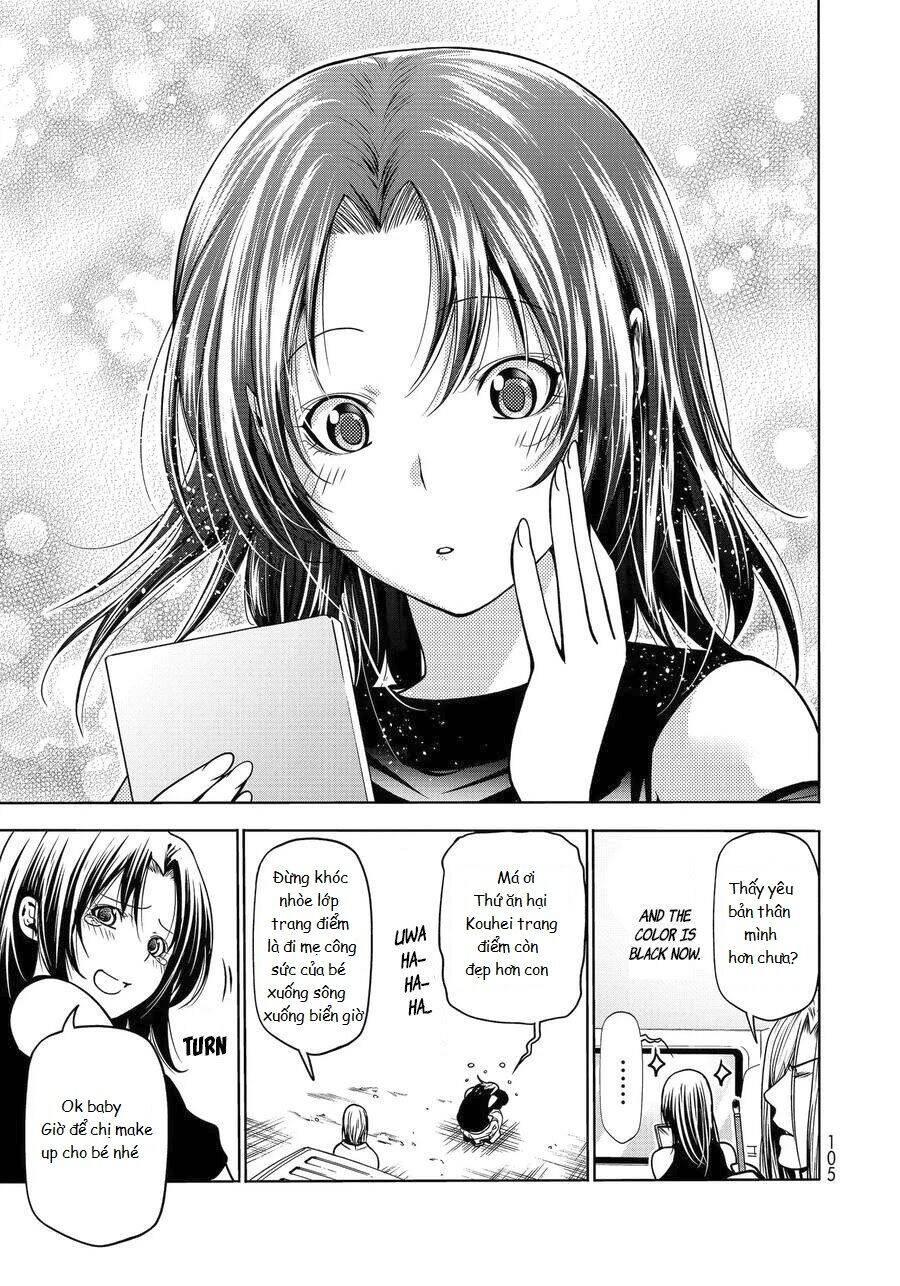 Thấy yêu
bản thân
mình
hơn chưa?
AND THE
COLOR IS
BLACK NOW.
........
Má ơi
Thứ ăn hại
Kouhei trang
điểm còn
đẹp hơn con
UWA
HA-
HA-
HA...
Đừng khóc
nhòe lớp
trang điểm
là đi mẹ công
sức của bé
xuống sông
xuống biển giờ
TURN
Ok baby
Giờ để chị make
up cho bé nhé
105